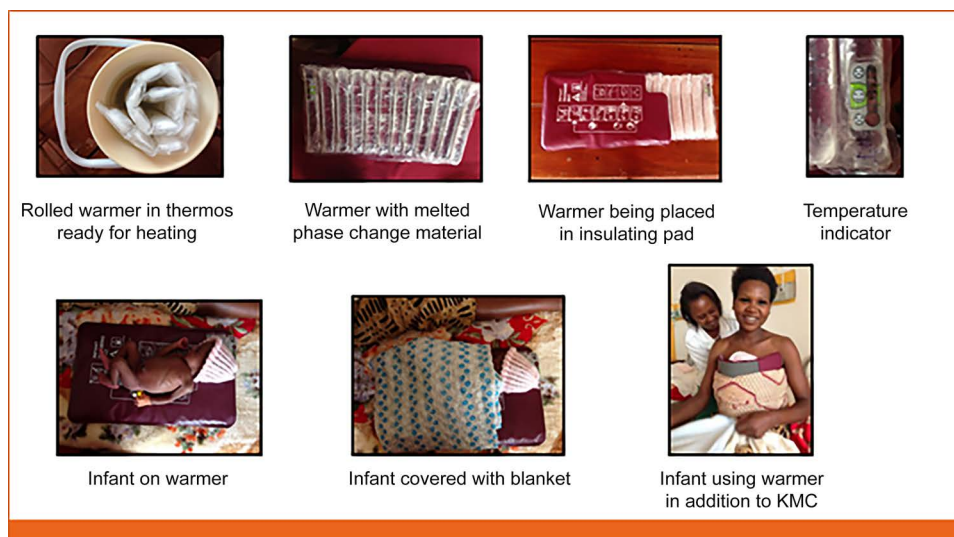 Rolled warmer in thermos
ready for heating
Warmer with melted
phase change material
Warmer being placed
in insulating pad
Temperature
indicator
Infant on warmer
Infant covered with blanket
Infant using warmer
in addition to KMC